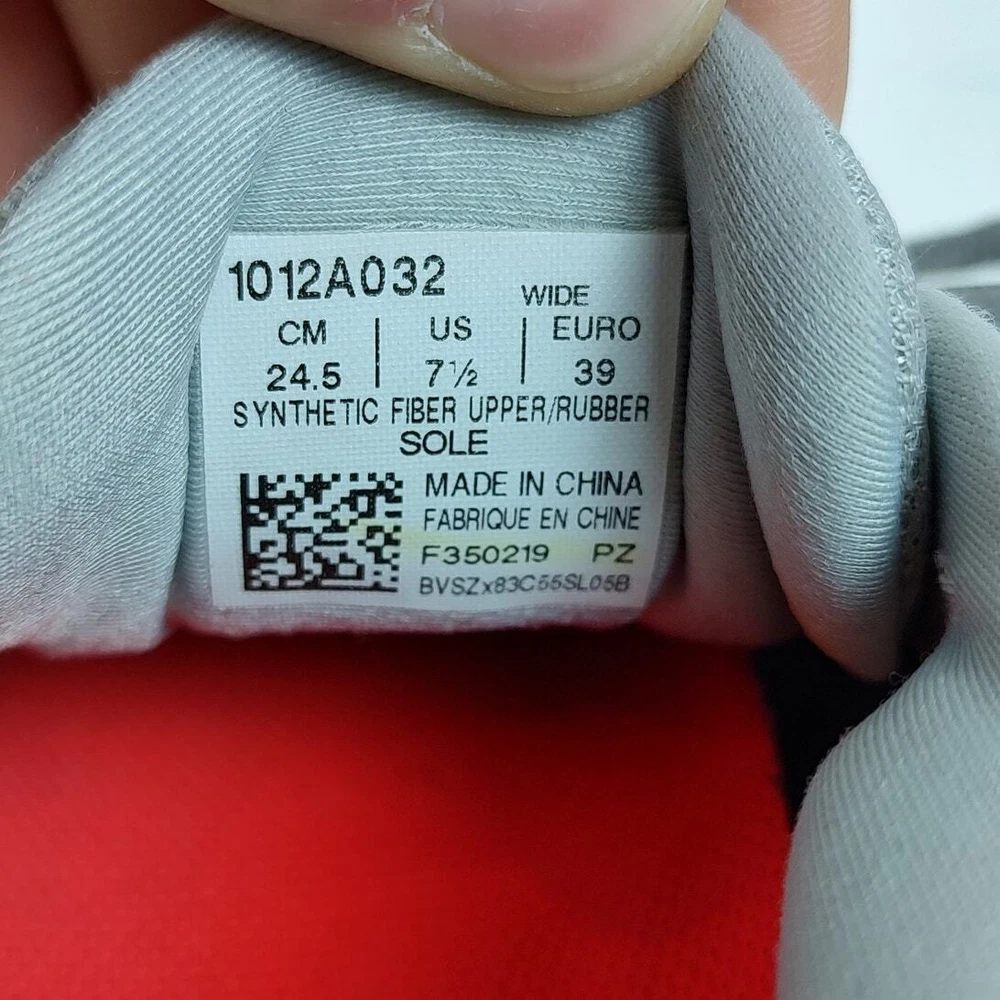 1012A032
WIDE
CM | US | EURO
24.5 | 7½ | 39
SYNTHETIC FIBER UPPER/RUBBER
SOLE
MADE IN CHINA
FABRIQUE EN CHINE
F350219 PZ
BVSZx83C55SL05B